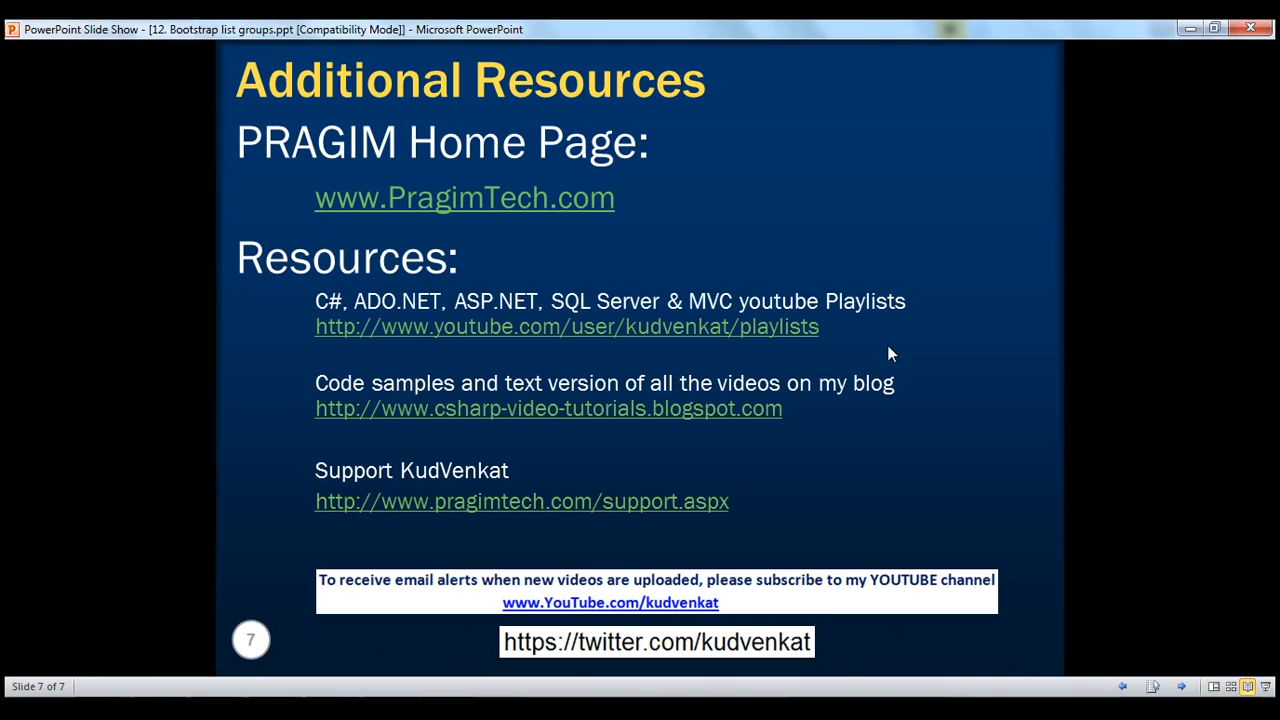 PowerPoint Slide Show - [12. Bootstrap list groups.ppt [Compatibility Mode]] - Microsoft PowerPoint
Additional Resources
PRAGIM Home Page:
www.PragimTech.com
Resources:
C#, ADO.NET, ASP.NET, SQL Server & MVC youtube Playlists
http://www.youtube.com/user/kudvenkat/playlists
Code samples and text version of all the videos on my blog
http://www.csharp-video-tutorials.blogspot.com
Support KudVenkat
http://www.pragimtech.com/support.aspx
To receive email alerts when new videos are uploaded, please subscribe to my YOUTUBE channel
www.YouTube.com/kudvenkat
7
https://twitter.com/kudvenkat
Slide 7 of 7